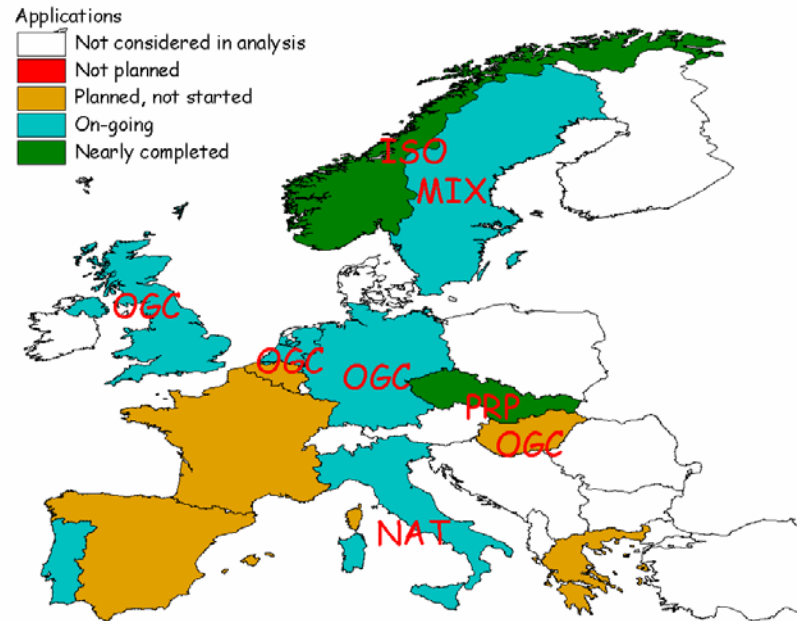 Applications
Not considered in analysis
Not planned
Planned, not started
On-going
Nearly completed
ISO
MIX
OGC
OGC
OGC
PRP
OGC
NAT